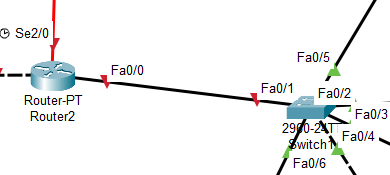 Se2/0
Fa0/5
Fa0/0
Fa0/1
Fa0/2
Fa0/3
Router-PT
Router2
2960-24TT
Switch1
Fa0/4
Fa0/6